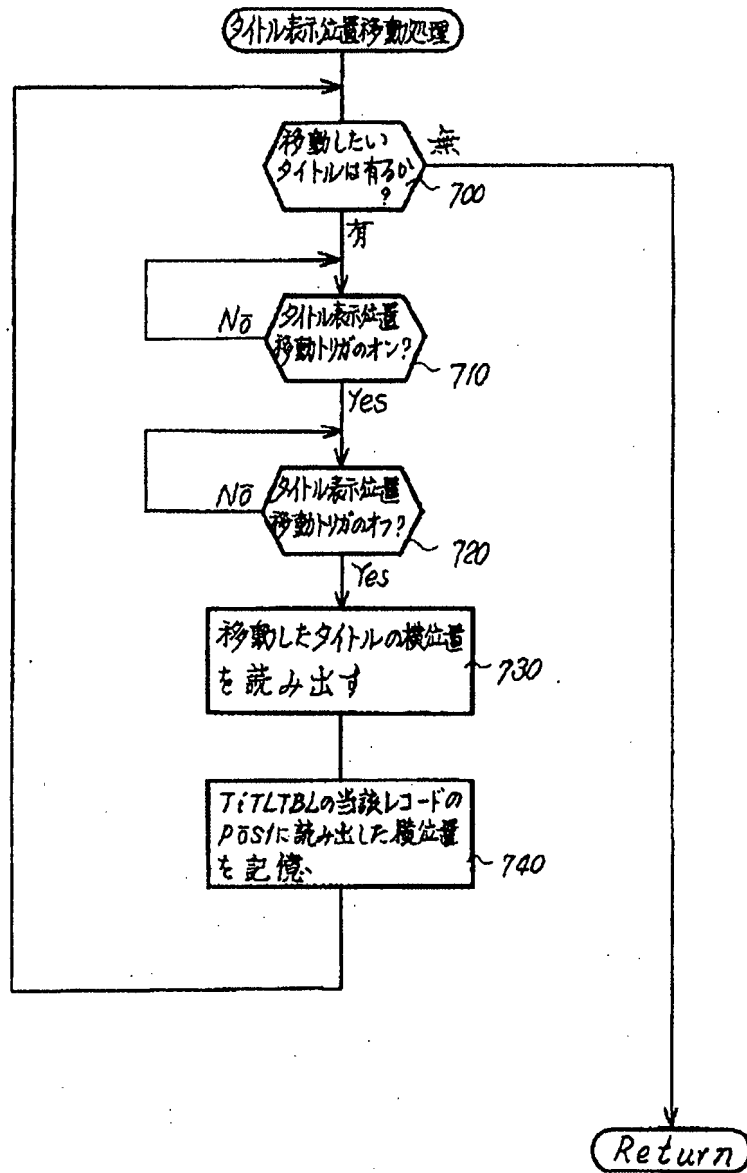 タイトル表示位置移動処理
移動したい
タイトルは有るか
?
無
700
有
タイトル表示位置
移動トリガのオン?
No
710
Yes
タイトル表示位置
移動トリガのオフ?
No
720
Yes
移動したタイトルの横位置
を読み出す
730
TiTLTBLの当該レコードの
POS1に読み出した横位置
を記憶
740
Return